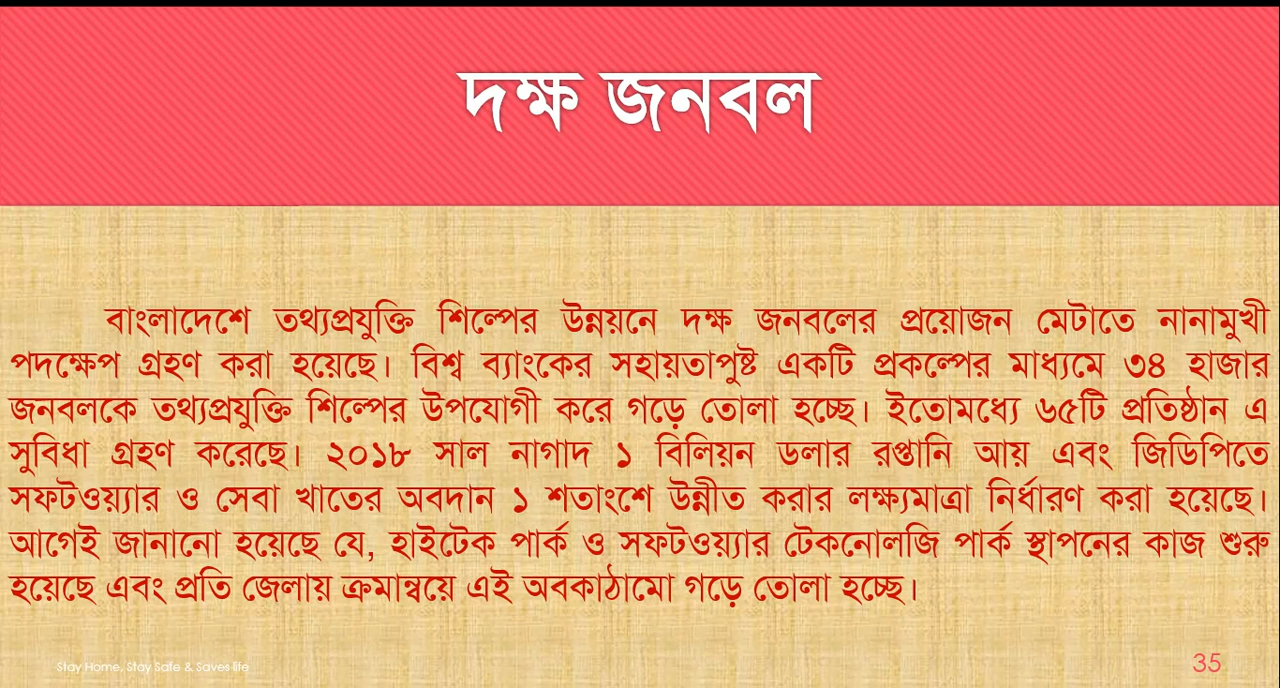 দক্ষ জনবল
বাংলাদেশে তথ্যপ্রযুক্তি শিল্পের উন্নয়নে দক্ষ জনবলের প্রয়োজন মেটাতে নানামুখী
পদক্ষেপ গ্রহণ করা হয়েছে। বিশ্ব ব্যাংকের সহায়তাপুষ্ট একটি প্রকল্পের মাধ্যমে ৩৪ হাজার
জনবলকে তথ্যপ্রযুক্তি শিল্পের উপযোগী করে গড়ে তোলা হচ্ছে। ইতোমধ্যে ৬৫টি প্রতিষ্ঠান এ
সুবিধা গ্রহণ করেছে। ২০১৮ সাল নাগাদ ১ বিলিয়ন ডলার রপ্তানি আয় এবং জিডিপিতে
সফটওয়্যার ও সেবা খাতের অবদান ১ শতাংশে উন্নীত করার লক্ষ্যমাত্রা নির্ধারণ করা হয়েছে।
আগেই জানানো হয়েছে যে, হাইটেক পার্ক ও সফটওয়্যার টেকনোলজি পার্ক স্থাপনের কাজ শুরু
হয়েছে এবং প্রতি জেলায় ক্রমান্বয়ে এই অবকাঠামো গড়ে তোলা হচ্ছে।
Stay Home, Stay Safe & Saves life
35